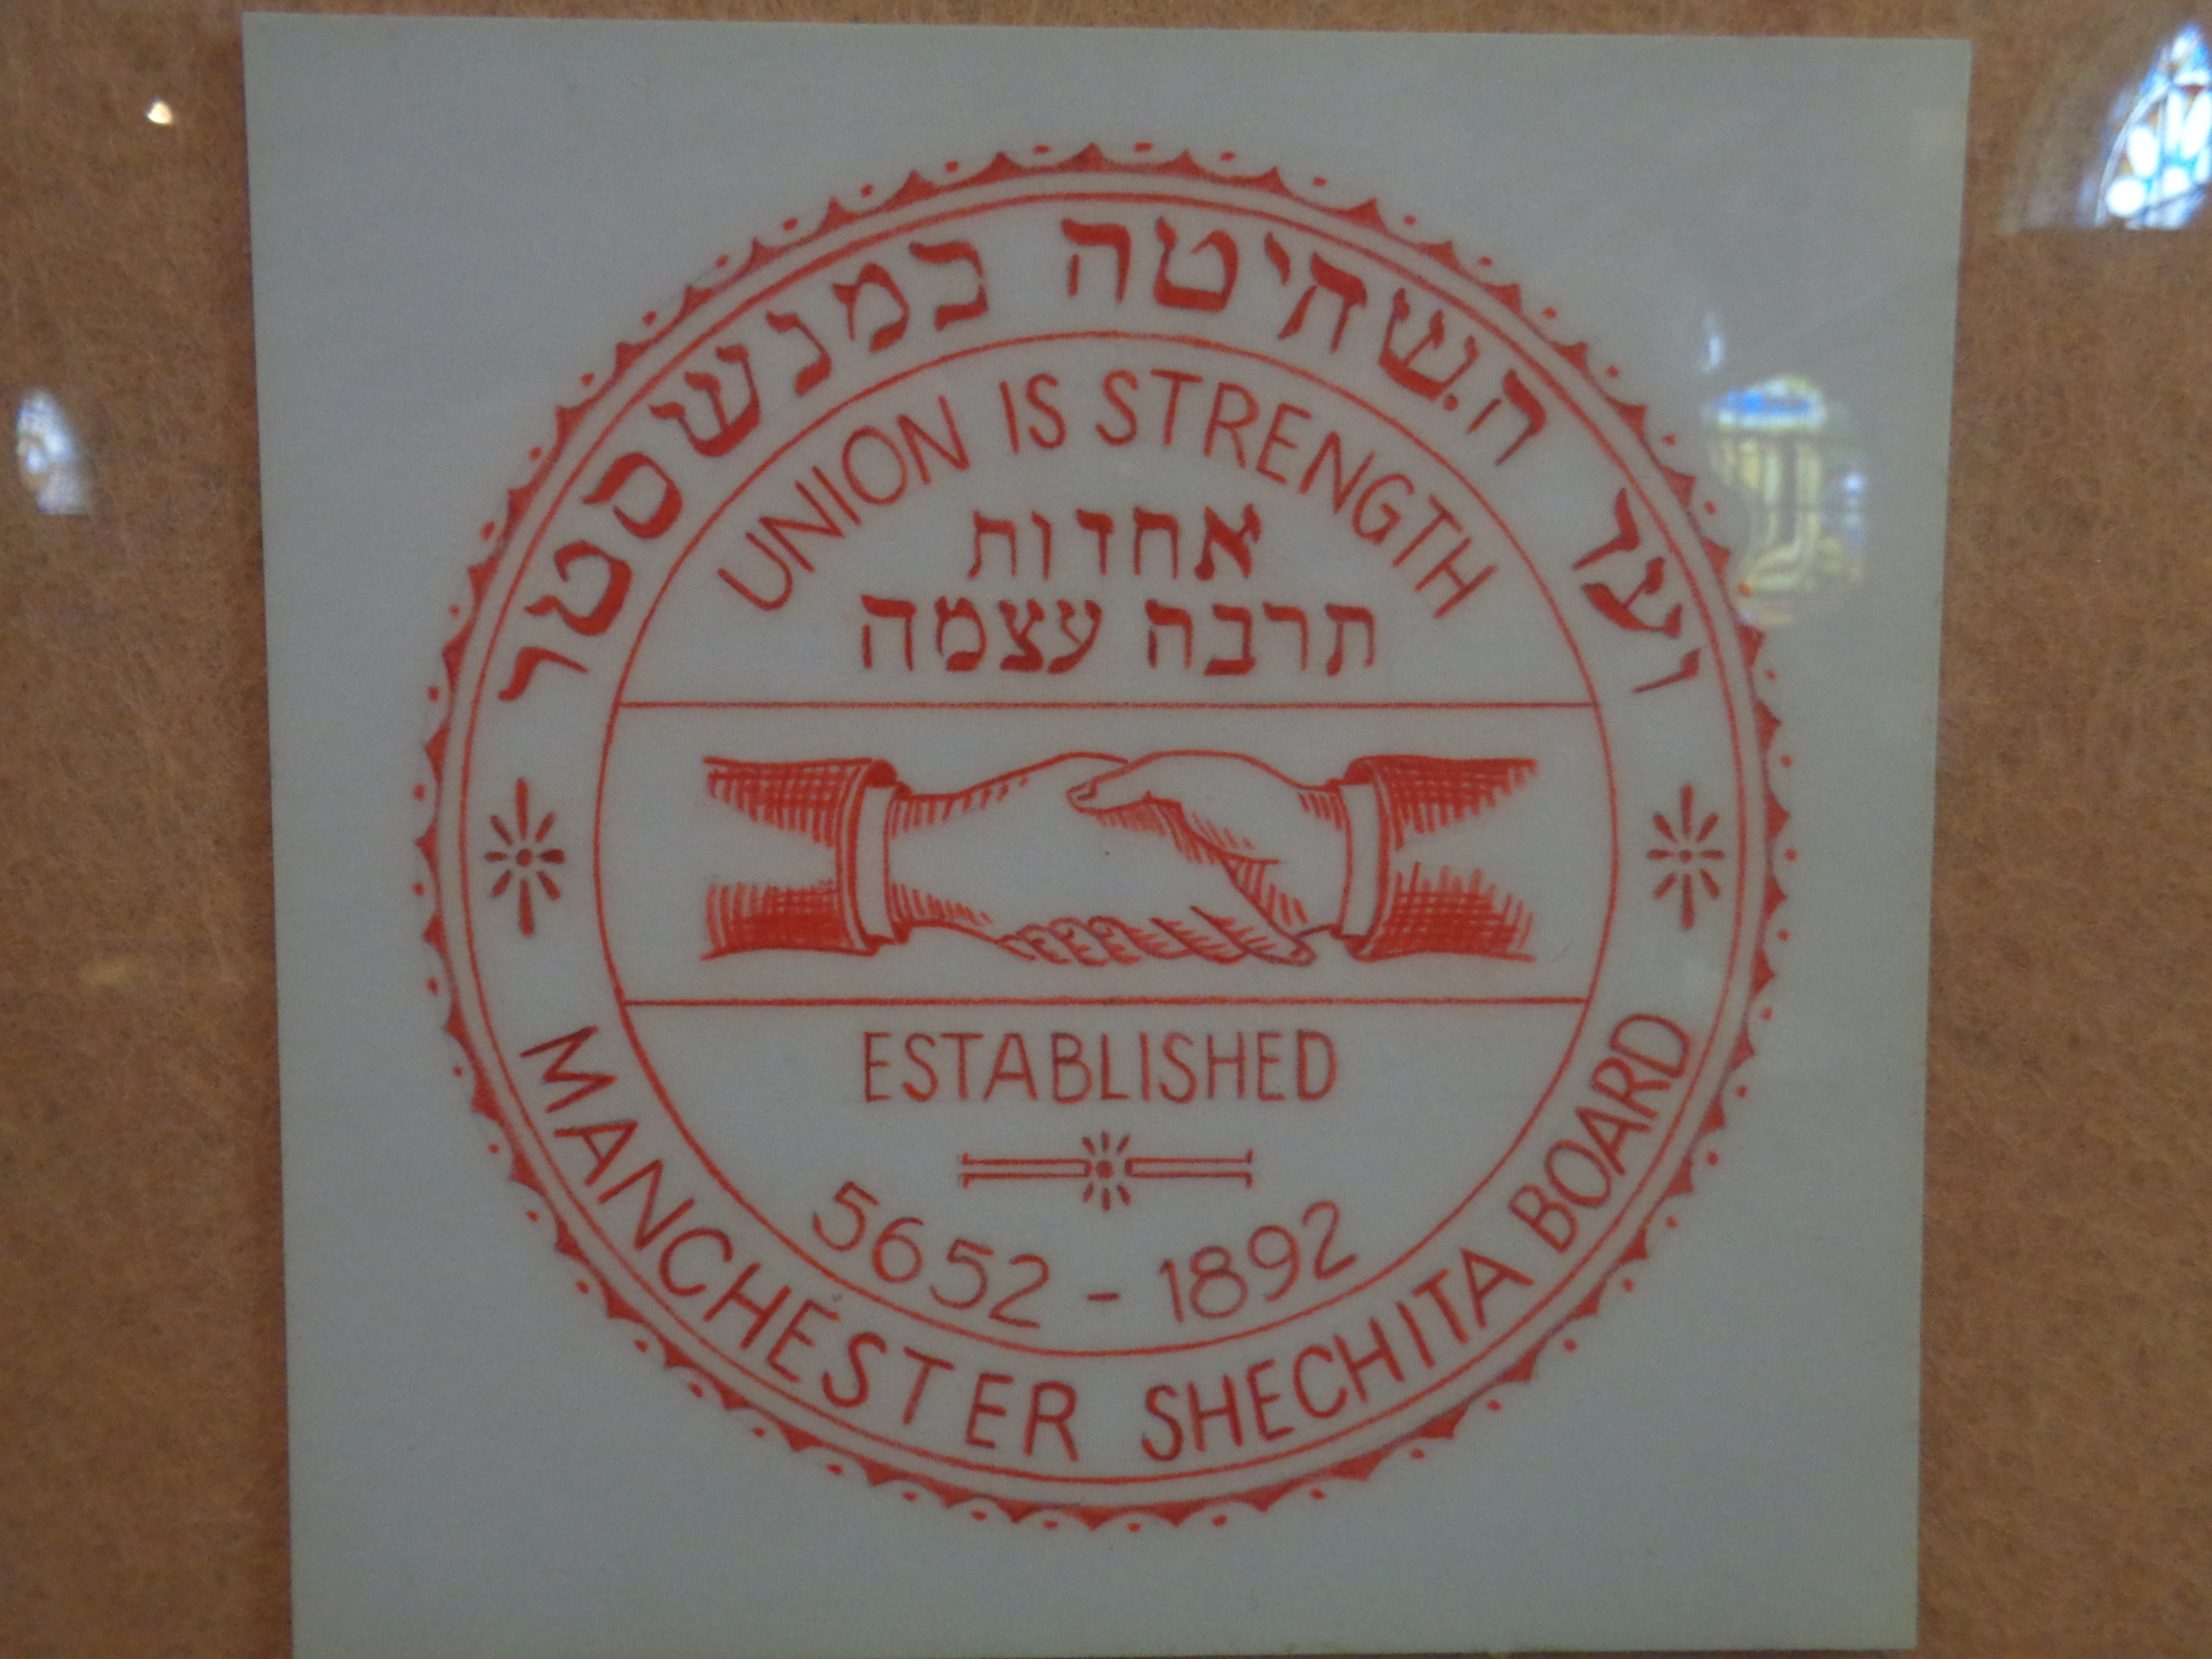 ועד השחיטה במנשסטר
UNION IS STRENGTH
אחדות
תרבה עצמה
ESTABLISHED
5652 - 1892
MANCHESTER SHECHITA BOARD